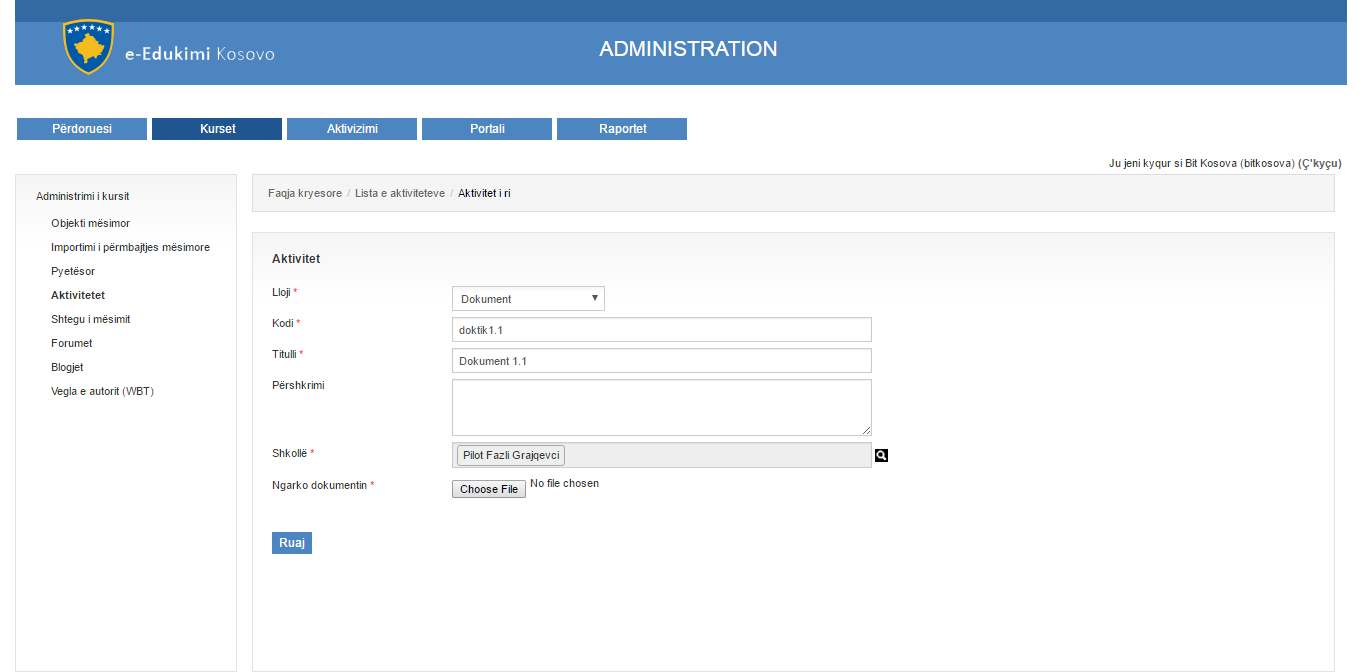 e-Edukimi Kosovo
ADMINISTRATION
Përdoruesi
Kurset
Aktivizimi
Portali
Raportet
Ju jeni kyqur si Bit Kosova (bitkosova) (Ç'kyçu)
Administrimi i kursit
Objekti mësimor
Importimi i përmbajtjes mësimore
Pyetësor
Aktivitetet
Shtegu i mësimit
Forumet
Blogjet
Vegla e autorit (WBT)
Faqja kryesore / Lista e aktiviteteve / Aktivitet i ri
Aktivitet
Lloji * Dokument
Kodi * doktik1.1
Titulli * Dokument 1.1
Përshkrimi
Shkollë * Pilot Fazli Grajqevci
Ngarko dokumentin * Choose File No file chosen
Ruaj